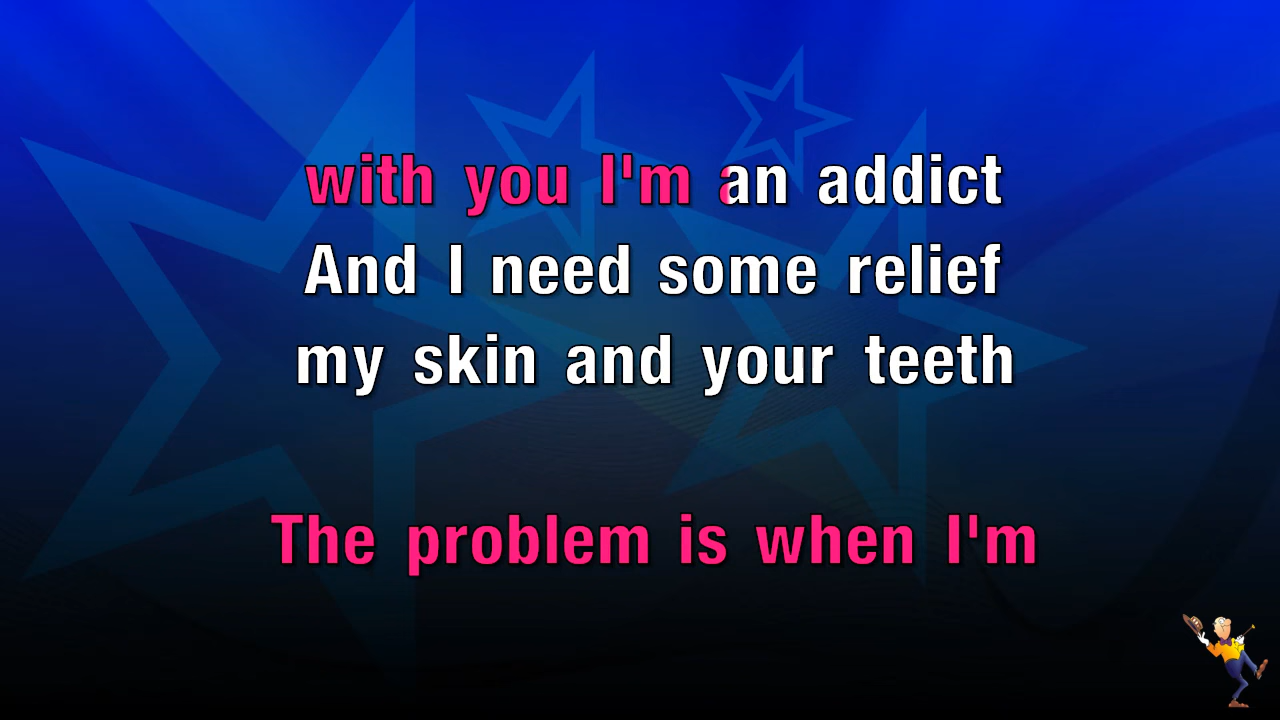 with you I'm an addict
And I need some relief
my skin and your teeth
The problem is when I'm